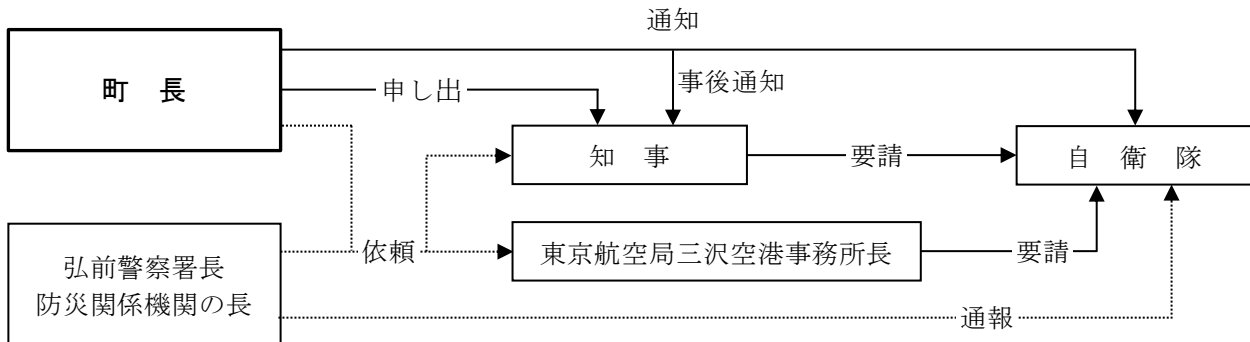 通知
町　長
申し出
事後通知
知　事
要請
自　衛　隊
弘前警察署長
防災関係機関の長
依頼
東京航空局三沢空港事務所長
要請
通報